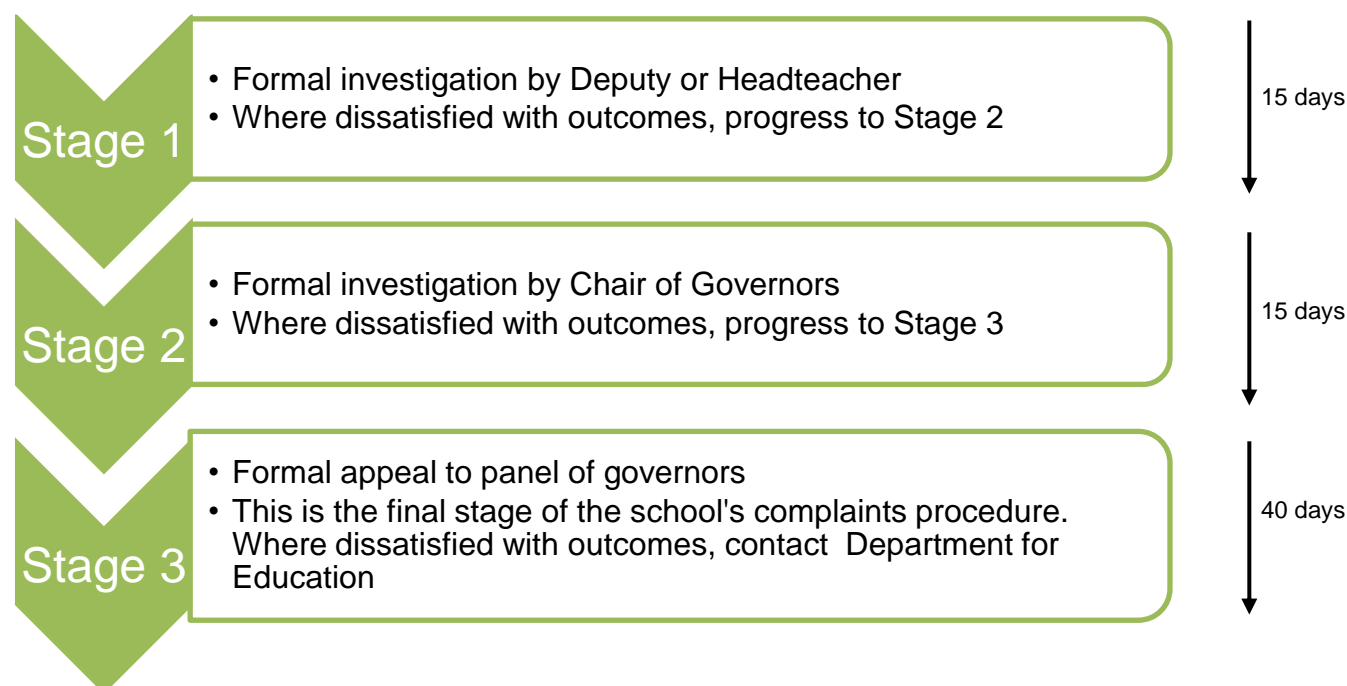 Stage 1
• Formal investigation by Deputy or Headteacher
• Where dissatisfied with outcomes, progress to Stage 2
15 days
Stage 2
• Formal investigation by Chair of Governors
• Where dissatisfied with outcomes, progress to Stage 3
15 days
Stage 3
• Formal appeal to panel of governors
• This is the final stage of the school's complaints procedure.
Where dissatisfied with outcomes, contact  Department for
Education
40 days